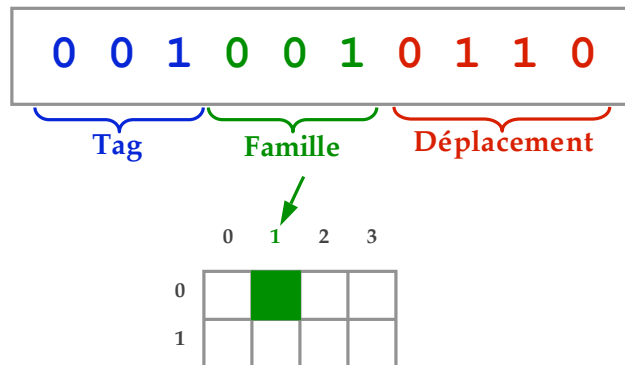 0 0 1 0 0 1 0 1 1 0
Tag Famille Déplacement
0 1 2 3
0
1